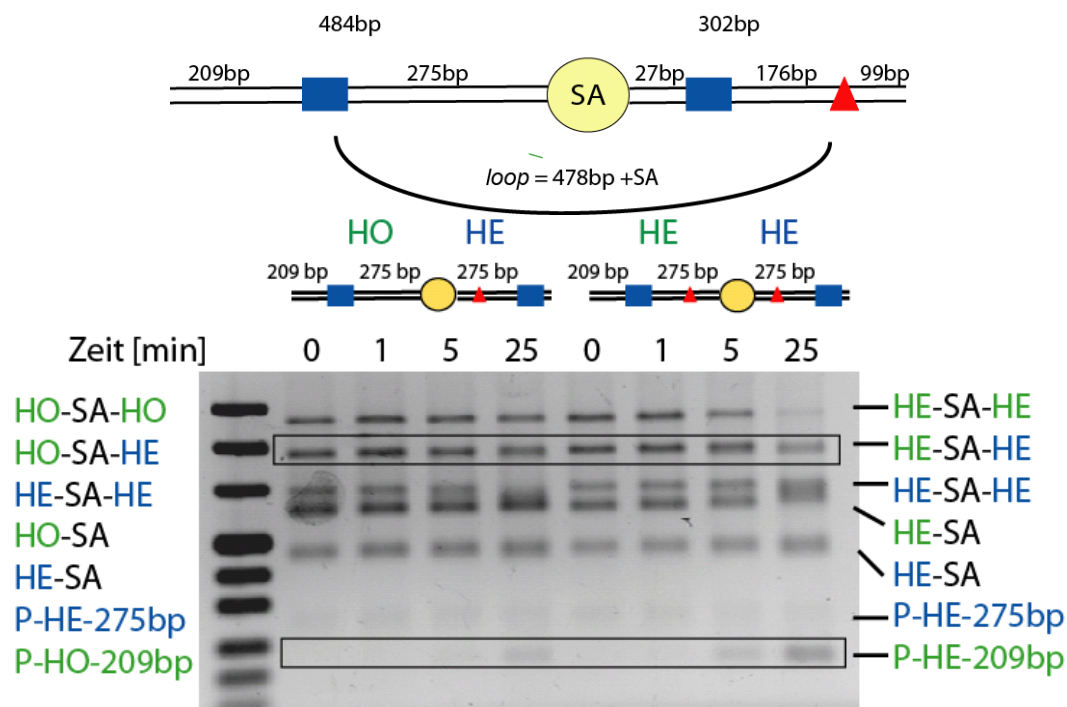 484bp 302bp
209bp 275bp SA 27bp 176bp 99bp
loop = 478bp +SA
HO HE HE HE
209 bp 275 bp 275 bp 209 bp 275 bp 275 bp
Zeit [min] 0 1 5 25 0 1 5 25
HO-SA-HO
HO-SA-HE
HE-SA-HE
HO-SA
HE-SA
P-HE-275bp
P-HO-209bp
HE-SA-HE
HE-SA-HE
HE-SA-HE
HE-SA
HE-SA
P-HE-275bp
P-HE-209bp